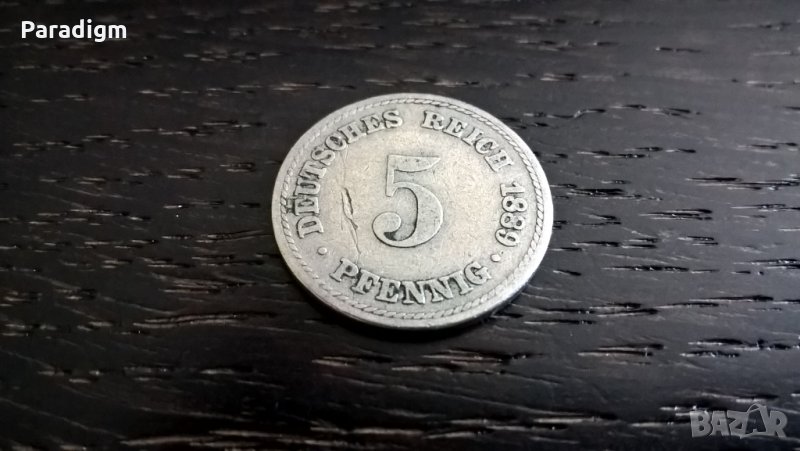 Paradigm
DEUTSCHES REICH 1889
5
· PFENNIG ·
BAZAR